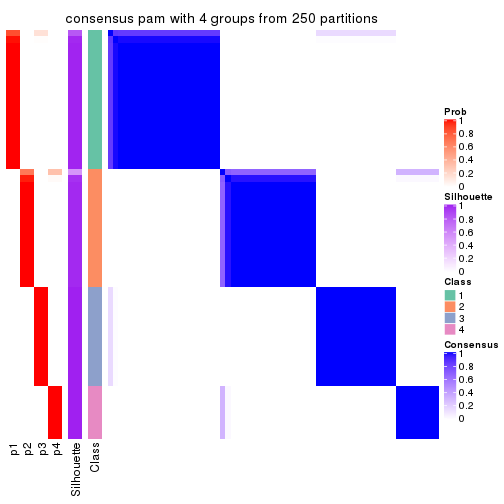 consensus pam with 4 groups from 250 partitions
Prob
1
0.8
0.6
0.4
0.2
0
Silhouette
1
0.8
0.6
0.4
0.2
0
Class
1
2
3
4
Consensus
1
0.8
0.6
0.4
0.2
0
p1
p2
p3
p4
Silhouette
Class